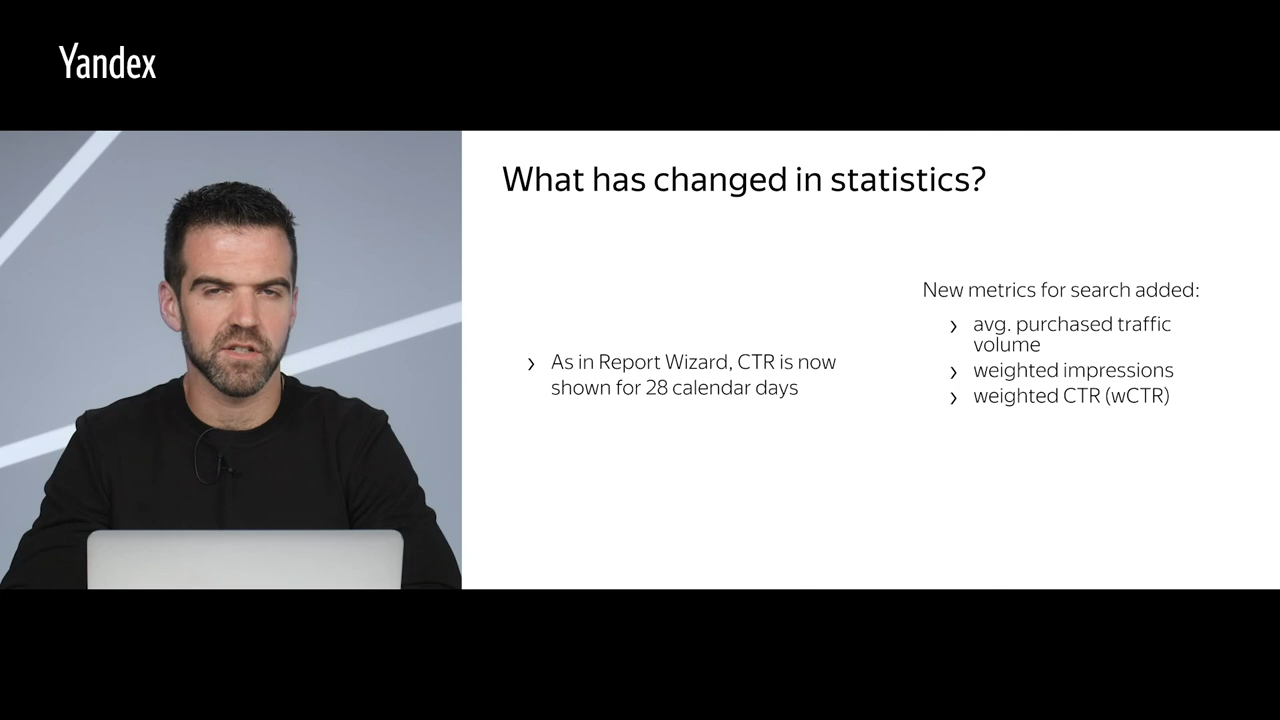 Yandex
What has changed in statistics?
› As in Report Wizard, CTR is now
shown for 28 calendar days
New metrics for search added:
› avg. purchased traffic
volume
› weighted impressions
› weighted CTR (wCTR)